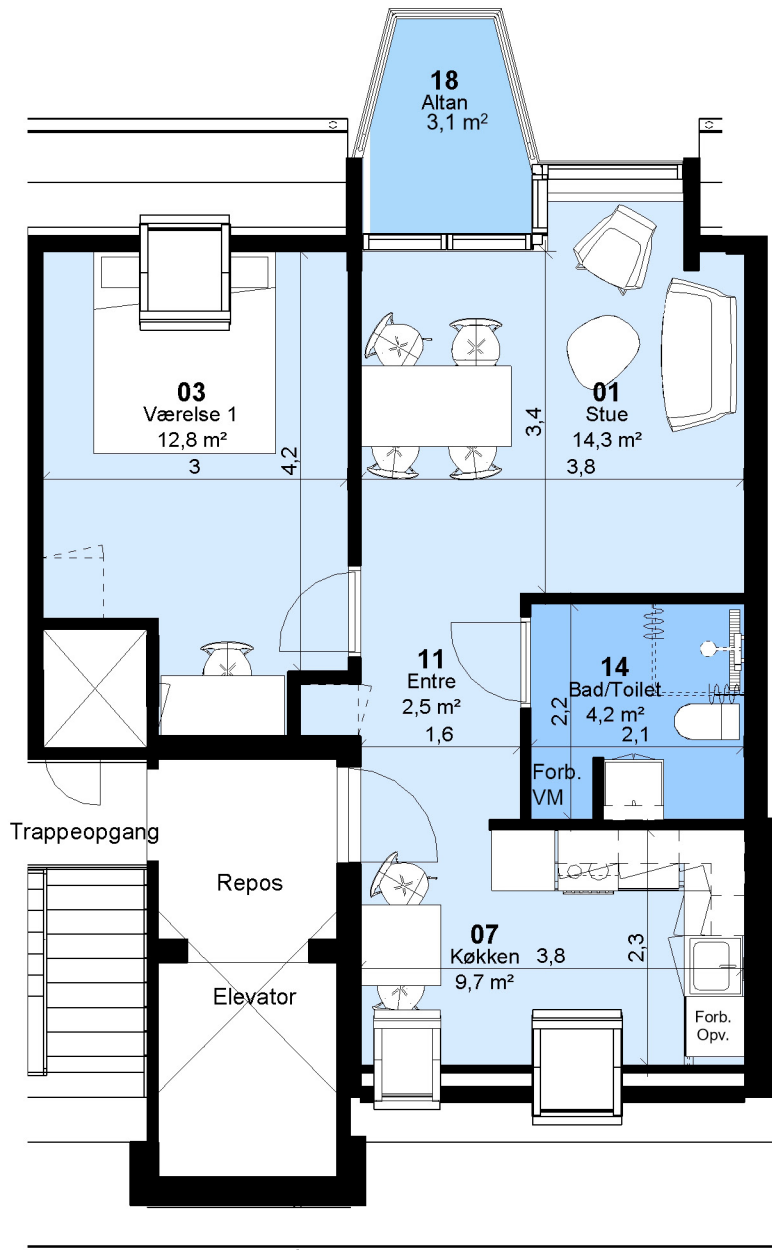 18
Altan
3,1 m²
03
Værelse 1
12,8 m²
3
4,2
01
Stue
14,3 m²
3,4
3,8
11
Entre
2,5 m²
1,6
14
Bad/Toilet
4,2 m²
2,2
2,1
Forb.
VM
Trappeopgang
Repos
Elevator
07
Køkken
9,7 m²
3,8
2,3
Forb.
Opv.